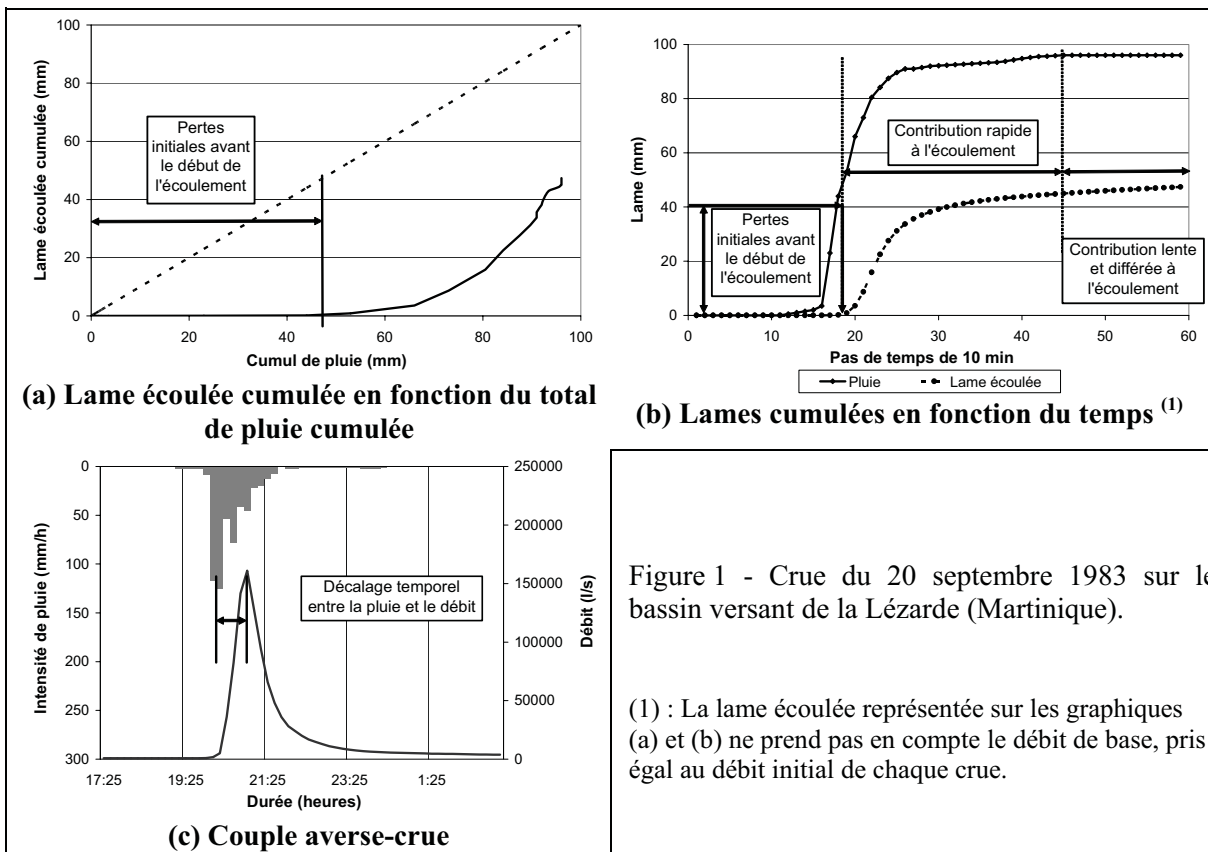 100
80
60
40
20
0
Lame écoulée cumulée (mm)
Pertes
initiales avant
le début de
l'écoulement
0 20 40 60 80 100
Cumul de pluie (mm)
(a) Lame écoulée cumulée en fonction du total
de pluie cumulée
100
80
60
40
20
0
Lame (mm)
Contribution rapide
à l'écoulement
Pertes
initiales avant
le début de
l'écoulement
Contribution lente
et différée à
l'écoulement
0 10 20 30 40 50 60
Pas de temps de 10 min
Pluie Lame écoulée
(b) Lames cumulées en fonction du temps (1)
0
50
100
150
200
250
300
Intensité de pluie (mm/h)
Décalage temporel
entre la pluie et le débit
250000
200000
150000
100000
50000
0
Débit (l/s)
17:25 19:25 21:25 23:25 1:25
Durée (heures)
(c) Couple averse-crue
Figure 1 - Crue du 20 septembre 1983 sur le
bassin versant de la Lézarde (Martinique).
(1) : La lame écoulée représentée sur les graphiques
(a) et (b) ne prend pas en compte le débit de base, pris
égal au débit initial de chaque crue.